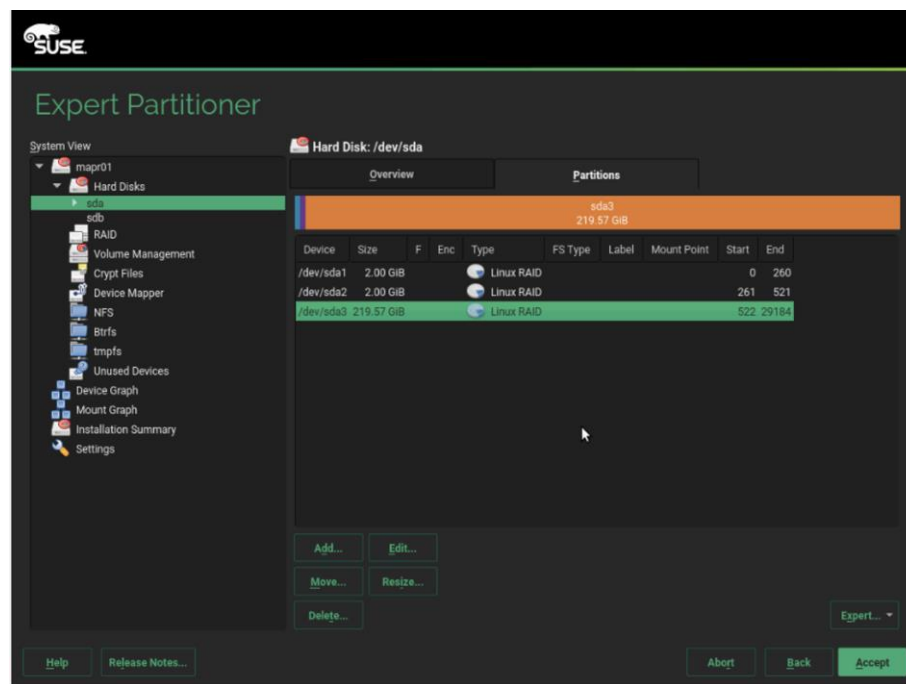 SUSE.
Expert Partitioner
System View
mapr01
Hard Disks
sda
sdb
RAID
Volume Management
Crypt Files
Device Mapper
NFS
Btrfs
tmpfs
Unused Devices
Device Graph
Mount Graph
Installation Summary
Settings
Hard Disk: /dev/sda
Overview Partitions
sda3
219.57 GiB
Device Size F Enc Type FS Type Label Mount Point Start End
/dev/sda1 2.00 GiB Linux RAID 0 260
/dev/sda2 2.00 GiB Linux RAID 261 521
/dev/sda3 219.57 GiB Linux RAID 522 29184
Add... Edit...
Move... Resize...
Delete... Expert...
Help Release Notes... Abort Back Accept